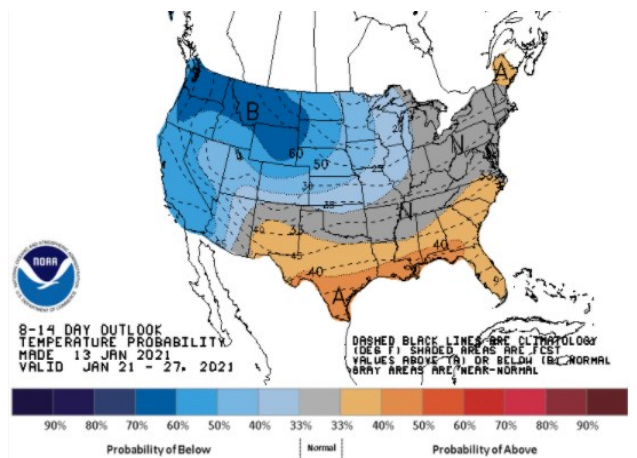 A
B
60
50
N
30
25
N
45
40
40
A
NOAA
8-14 DAY OUTLOOK
TEMPERATURE PROBABILITY
MADE 13 JAN 2021
VALID JAN 21 - 27, 2021
DASHED BLACK LINES ARE CLIMATOLOGY
(DEG F) SHADED AREAS ARE FCST
VALUES ABOVE (A) OR BELOW (B) NORMAL
GRAY AREAS ARE NEAR-NORMAL
90% 80% 70% 60% 50% 40% 33% 33% 40% 50% 60% 70% 80% 90%
Probability of Below Normal Probability of Above